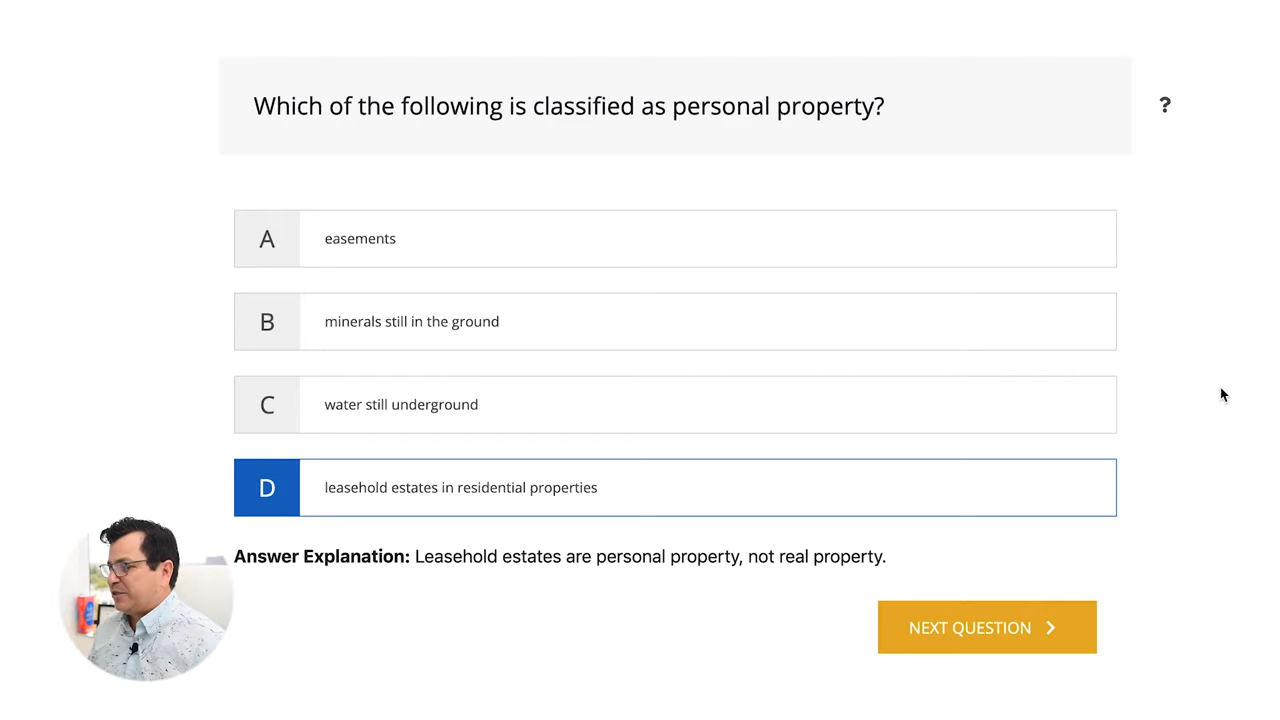 Which of the following is classified as personal property?
?
A
easements
B
minerals still in the ground
C
water still underground
D
leasehold estates in residential properties
Answer Explanation: Leasehold estates are personal property, not real property.
NEXT QUESTION